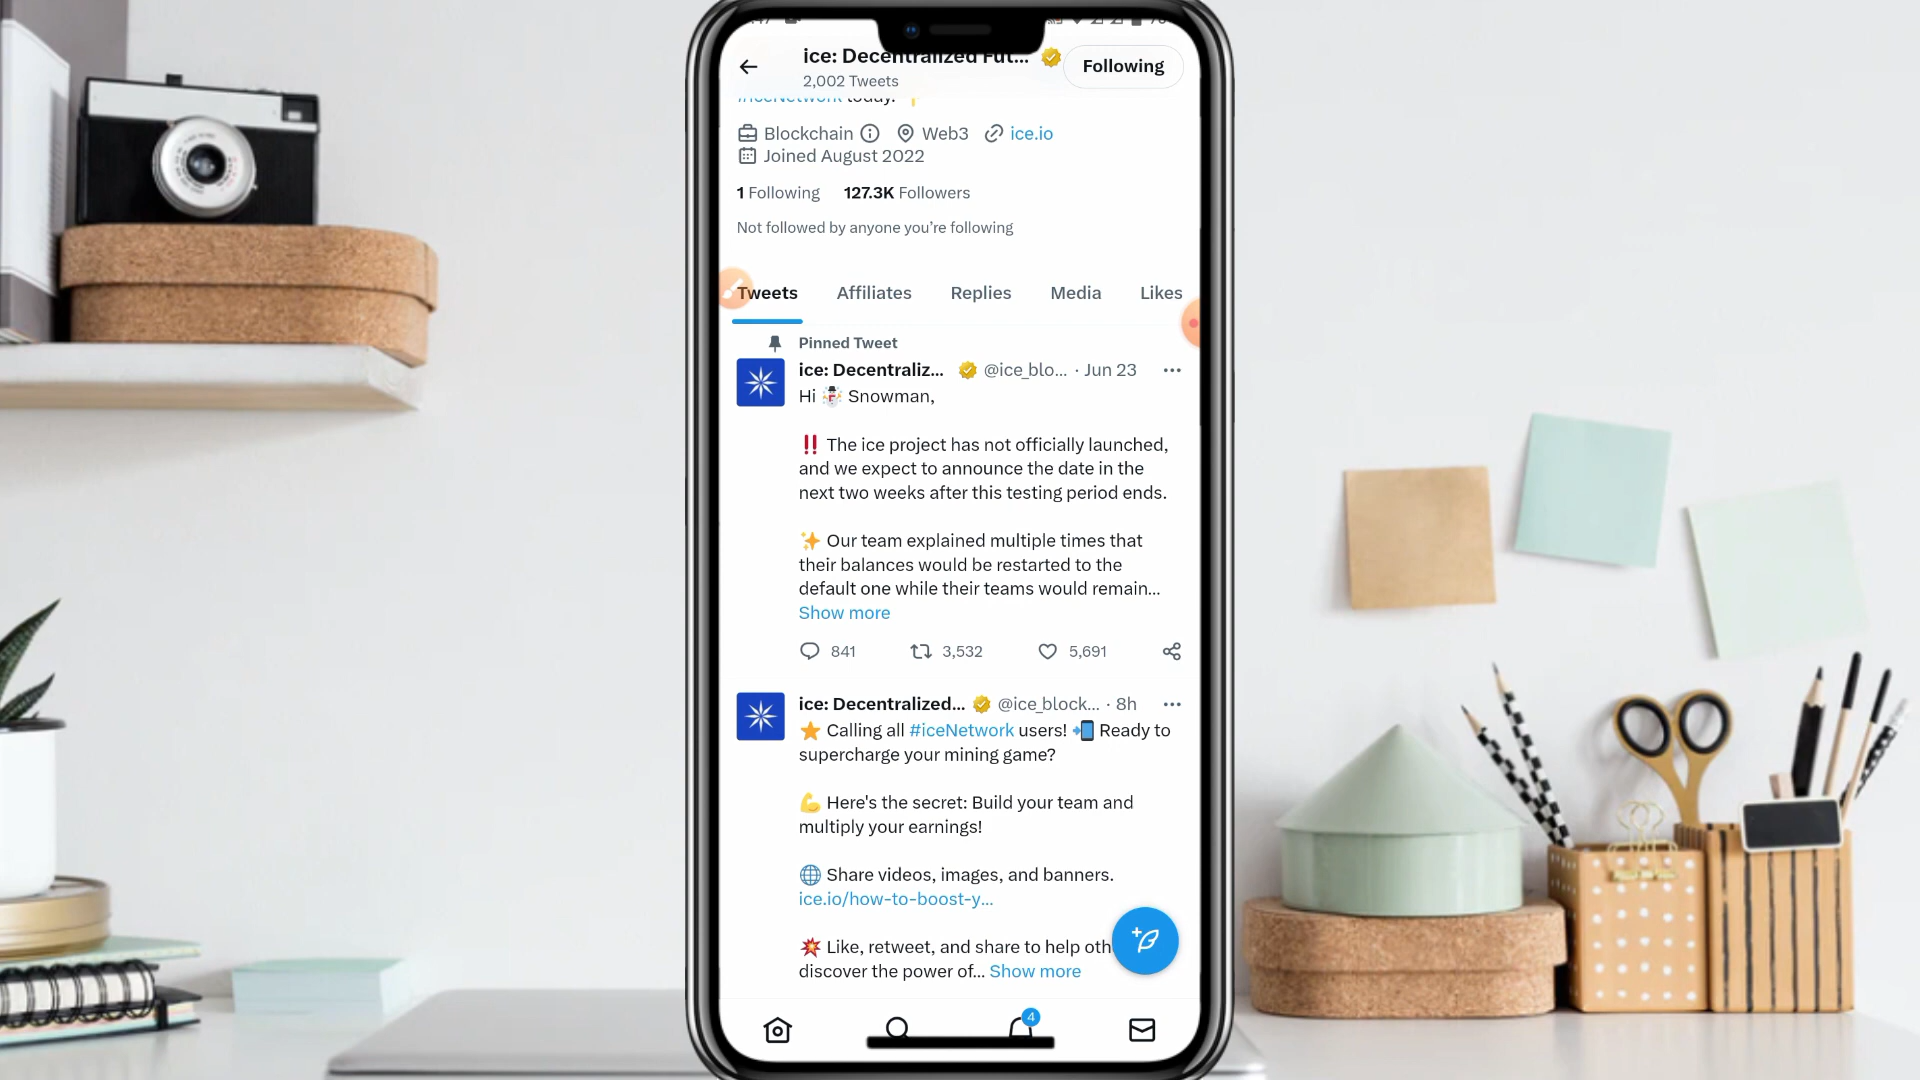 ice: Decentralized Fut...
Following
2,002 Tweets
#iceNetwork today!
Blockchain Web3 ice.io
Joined August 2022
1 Following 127.3K Followers
Not followed by anyone you're following
Tweets Affiliates Replies Media Likes
Pinned Tweet
ice: Decentraliz... @ice_blo... · Jun 23
Hi ☃️ Snowman,
‼️ The ice project has not officially launched,
and we expect to announce the date in the
next two weeks after this testing period ends.
✨ Our team explained multiple times that
their balances would be restarted to the
default one while their teams would remain...
Show more
841 3,532 5,691
ice: Decentralized... @ice_block... · 8h
⭐ Calling all #iceNetwork users! 📲 Ready to
supercharge your mining game?
💪 Here's the secret: Build your team and
multiply your earnings!
🌐 Share videos, images, and banners.
ice.io/how-to-boost-y...
💥 Like, retweet, and share to help oth
discover the power of... Show more
4